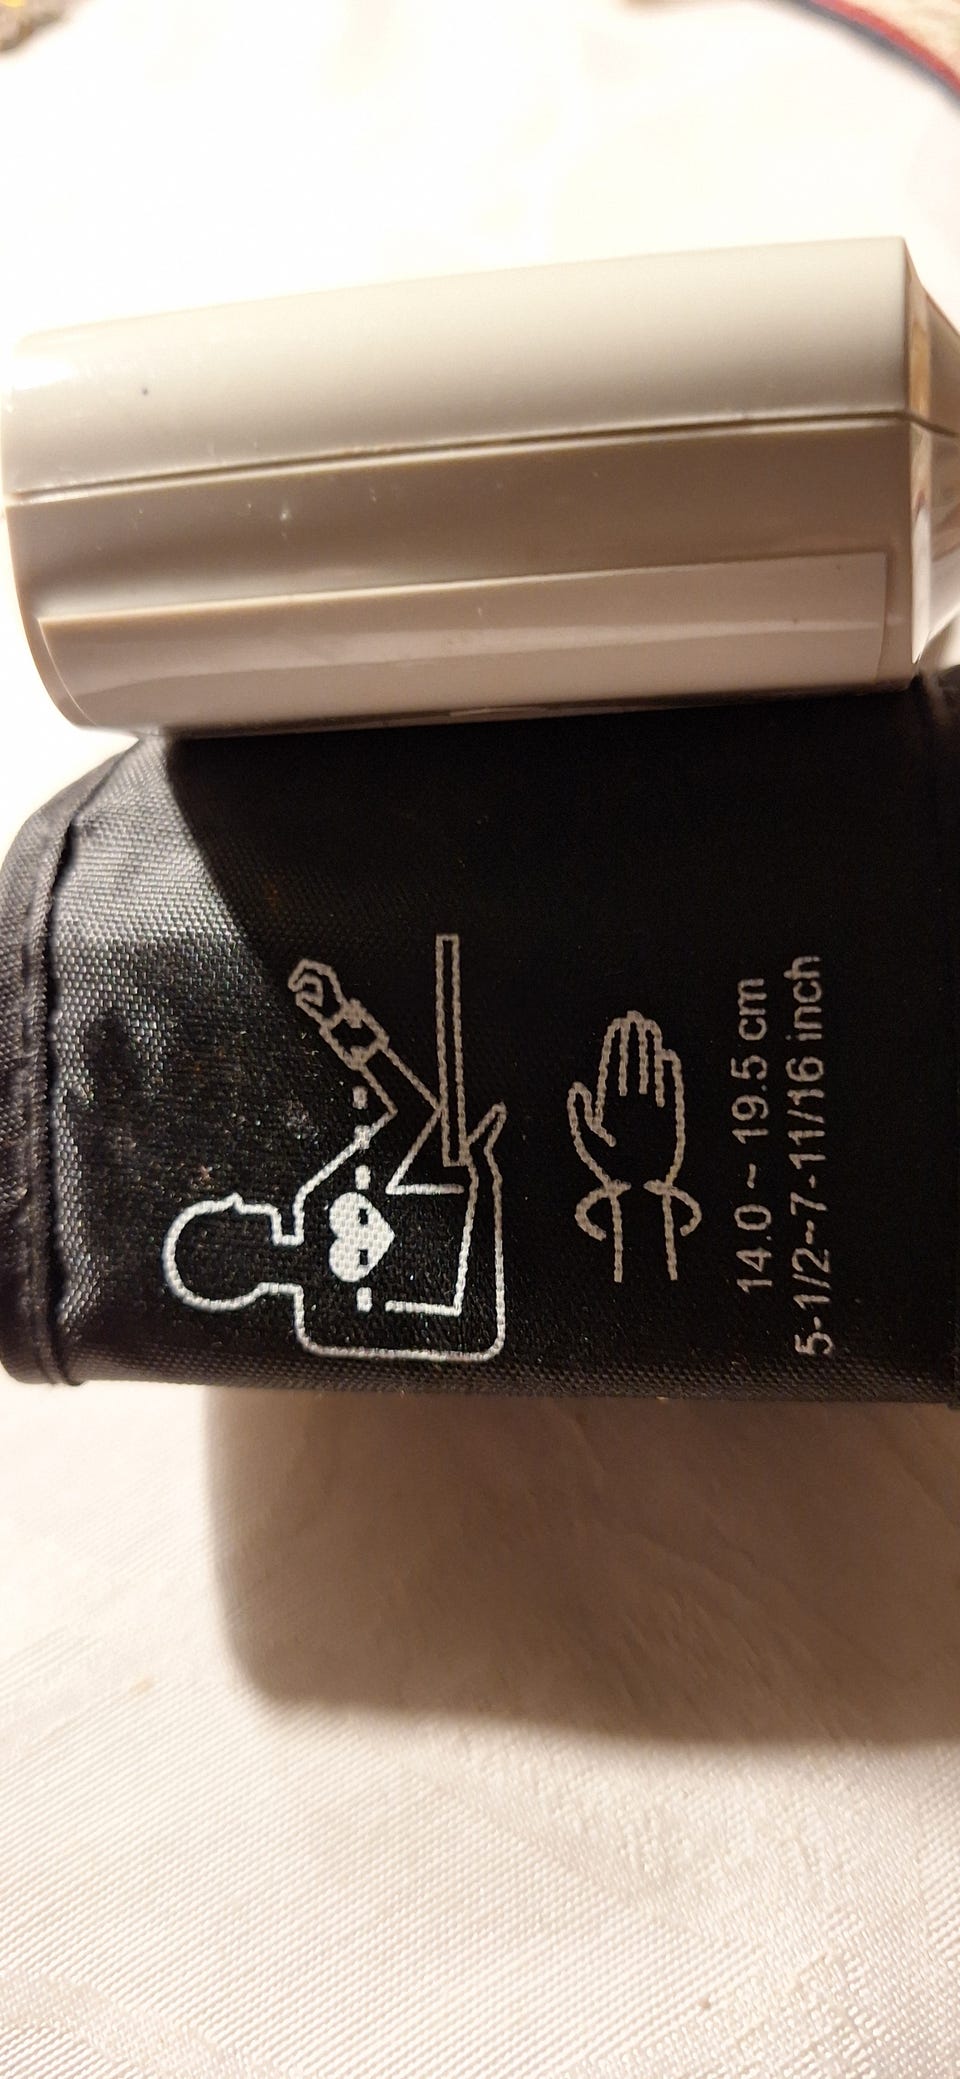 14.0 ~ 19.5 cm
5-1/2--7-11/16 inch